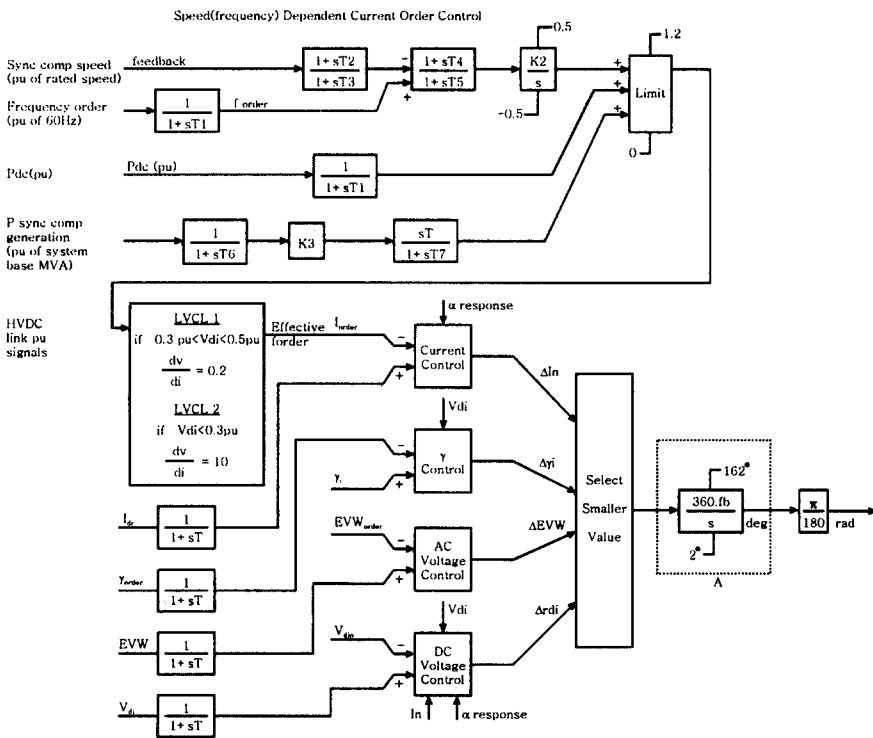 Speed(frequency) Dependent Current Order Control
Sync comp speed
(pu of rated speed)
feedback
1+sT2
1+sT3
−
+
1+sT4
1+sT5
0.5
K2
s
-0.5
1.2
+
+
+
Limit
0
Frequency order
(pu of 60Hz)
1
1+sT1
f order
Pdc(pu)
Pdc (pu)
1
1+sT1
P sync comp
generation
(pu of system
base MVA)
1
1+sT6
K3
sT
1+sT7
HVDC
link pu
signals
LVCL 1
if 0.3 pu<Vdi<0.5pu
dv
di
= 0.2
LVCL 2
if Vdi<0.3pu
dv
di
= 10
Effective
forder
Iorder
α response
−
+
Current
Control
ΔIn
Vdi
−
+
γ
Control
γi
Δγi
EVWorder
−
+
AC
Voltage
Control
ΔEVW
Vdi
−
+
DC
Voltage
Control
Δrdi
In
α response
Idr
1
1+sT
γorder
1
1+sT
EVW
1
1+sT
Vdi
1
1+sT
Select
Smaller
Value
162°
360.fb
s
deg
2°
A
π
180
rad